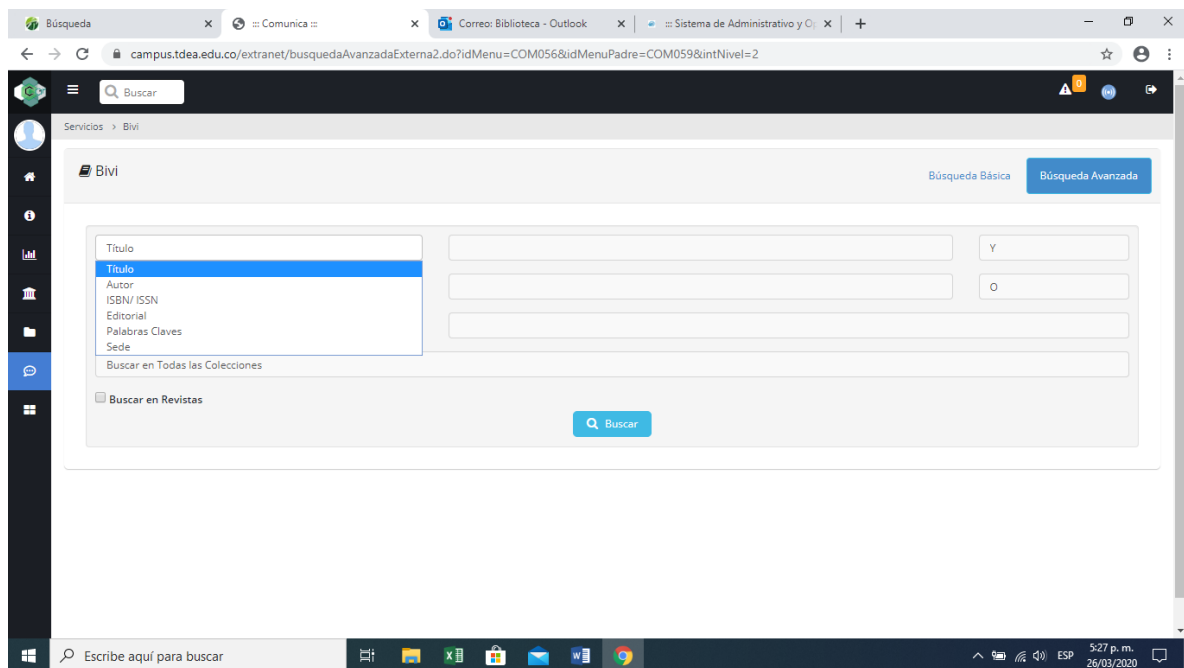 Búsqueda
::: Comunica :::
Correo: Biblioteca - Outlook
::: Sistema de Administrativo y O
campus.tdea.edu.co/extranet/busquedaAvanzadaExterna2.do?idMenu=COM056&idMenuPadre=COM059&intNivel=2
Buscar
0
Servicios > Bivi
Bivi
Búsqueda Básica
Búsqueda Avanzada
Título
Y
Título
Autor
O
ISBN/ ISSN
Editorial
Palabras Claves
Sede
Buscar en Todas las Colecciones
Buscar en Revistas
Buscar
Escribe aquí para buscar
ESP
5:27 p. m.
26/03/2020